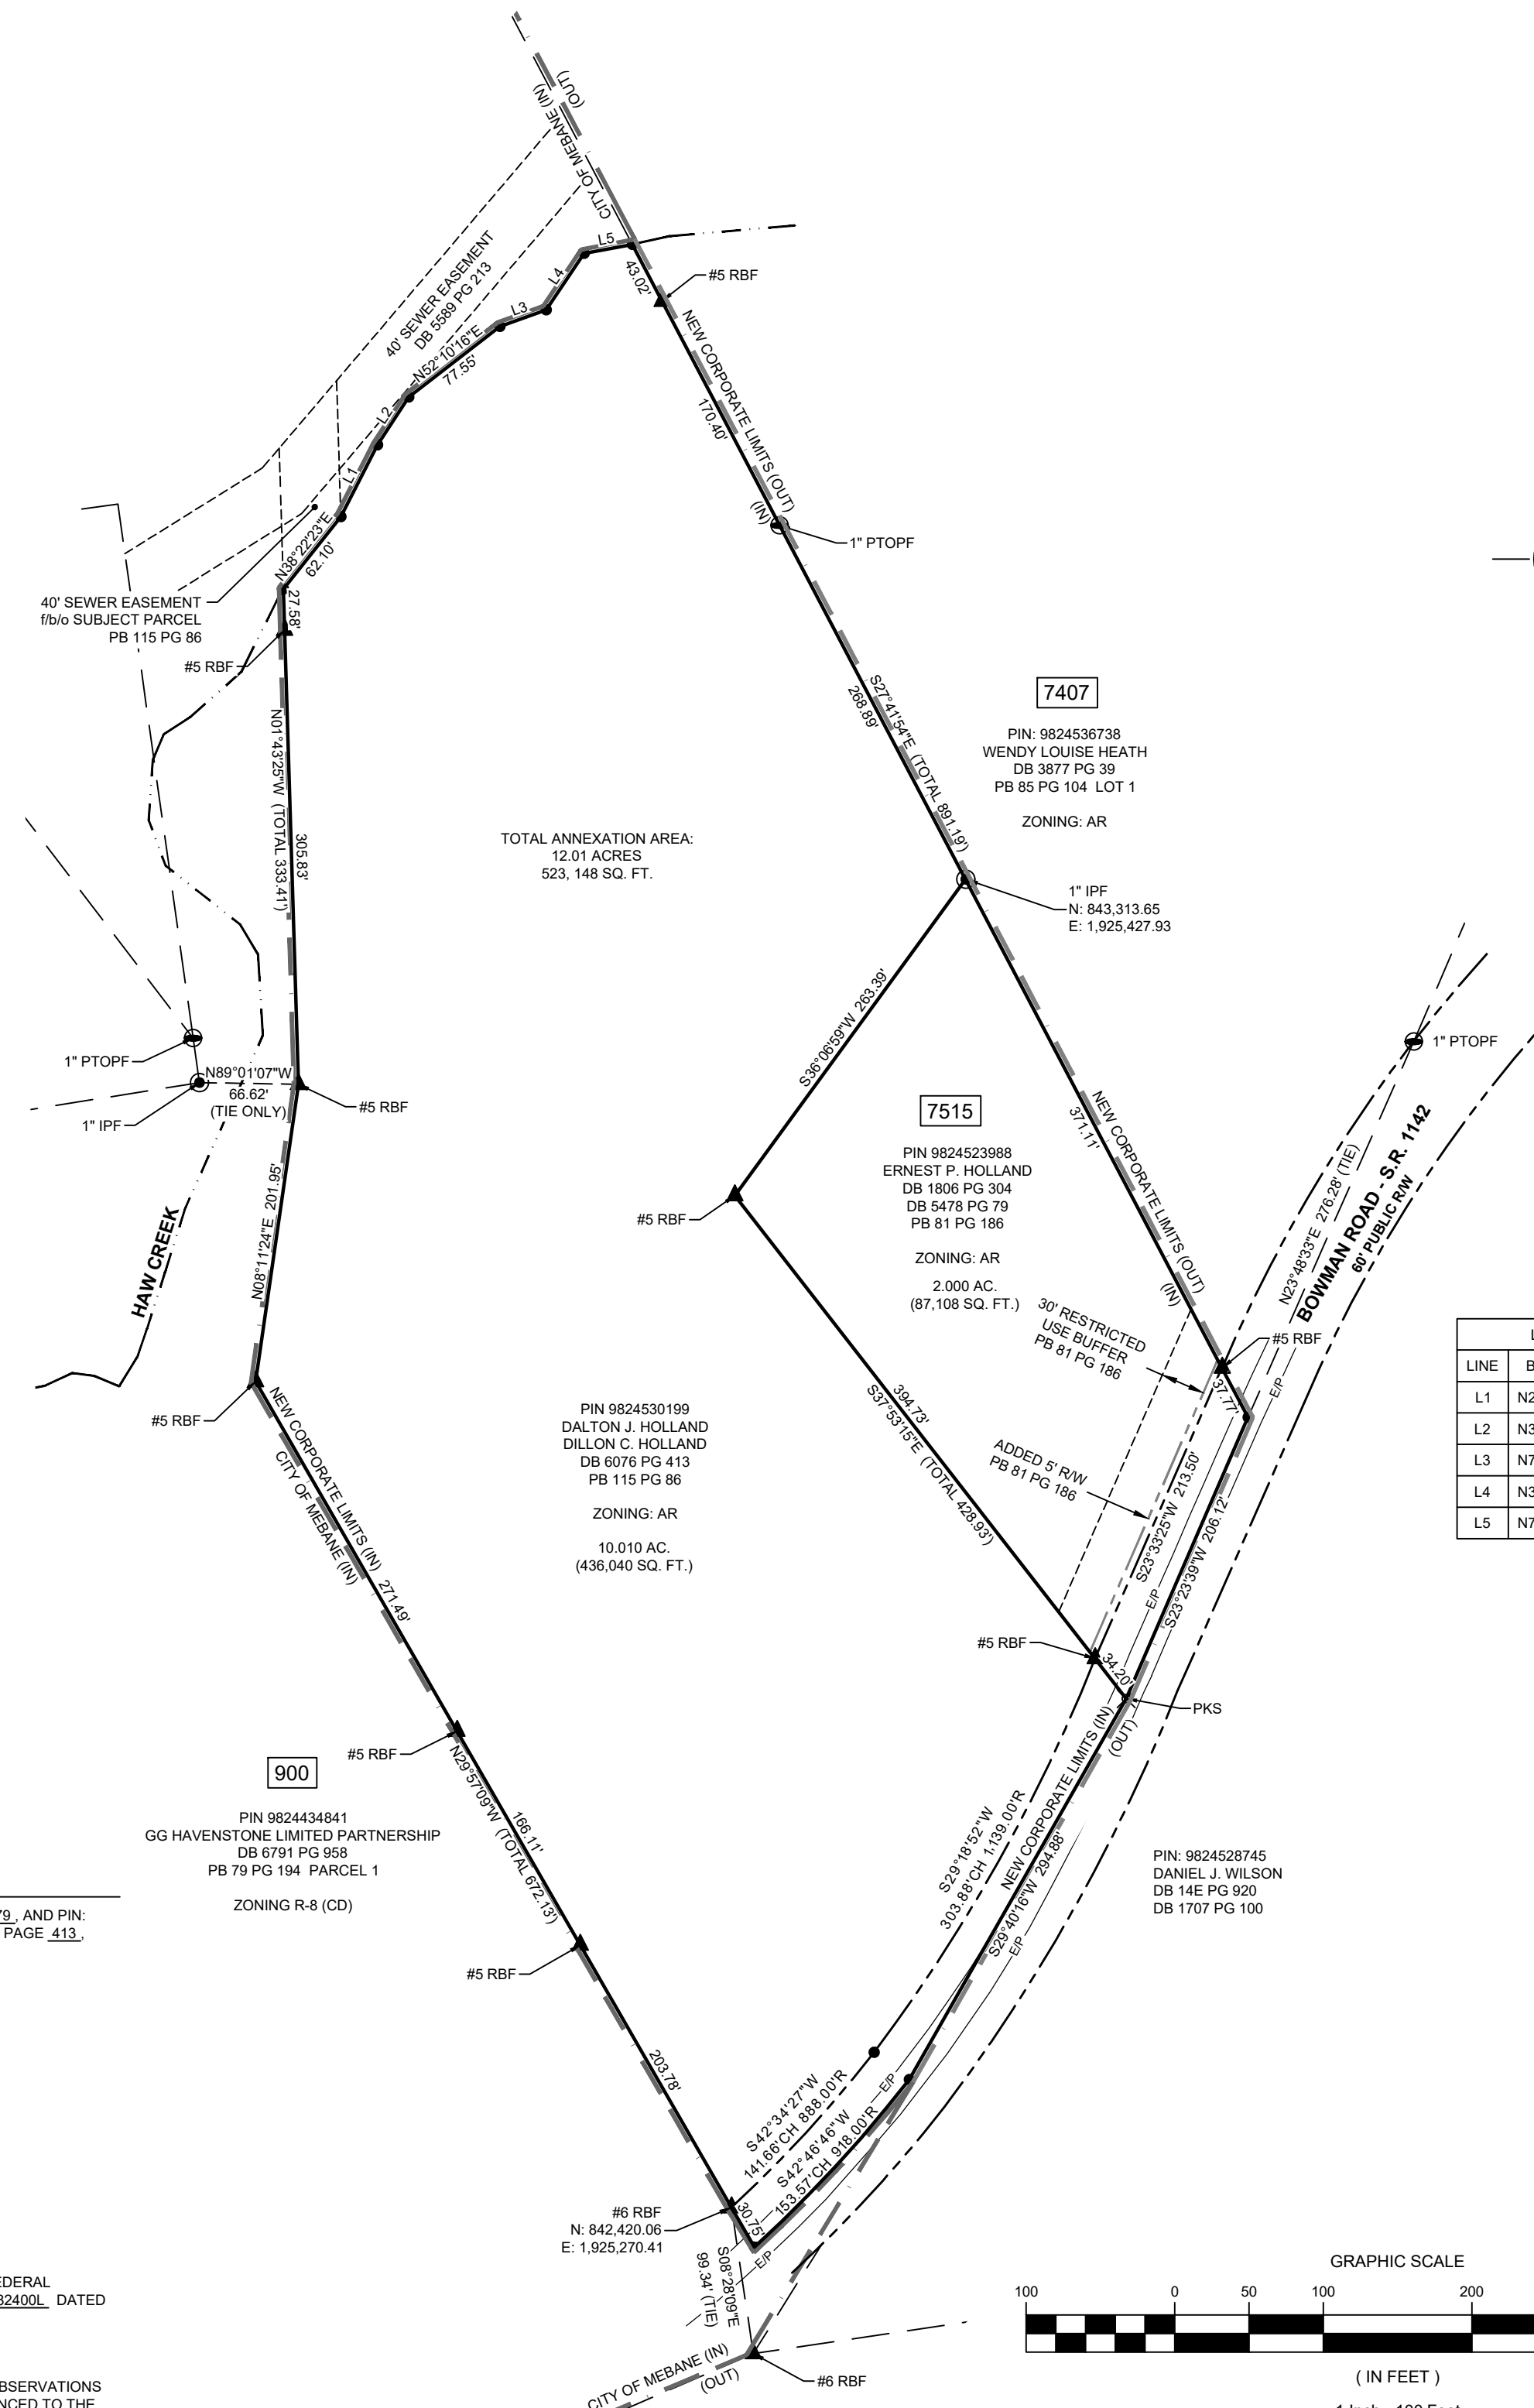 (OUT)
CITY OF MEBANE (IN)
40' SEWER EASEMENT
DB 5589 PG 213
L5
L4
L3
43.02'
#5 RBF
N52°10'16"E
77.55'
L2
L1
NEW CORPORATE LIMITS (OUT)
(IN)
170.40'
1" PTOPF
N38°22'23"E
62.10'
27.58'
40' SEWER EASEMENT
f/b/o SUBJECT PARCEL
PB 115 PG 86
#5 RBF
N01°43'25"W (TOTAL 333.41')
305.83'
S27°41'54"E (TOTAL 891.19')
268.89'
7407
PIN: 9824536738
WENDY LOUISE HEATH
DB 3877 PG 39
PB 85 PG 104 LOT 1
ZONING: AR
TOTAL ANNEXATION AREA:
12.01 ACRES
523, 148 SQ. FT.
1" IPF
N: 843,313.65
E: 1,925,427.93
S36°06'59"W 263.39'
1" PTOPF
1" PTOPF
N89°01'07"W
66.62'
(TIE ONLY)
1" IPF
#5 RBF
7515
PIN 9824523988
ERNEST P. HOLLAND
DB 1806 PG 304
DB 5478 PG 79
PB 81 PG 186
ZONING: AR
2.000 AC.
(87,108 SQ. FT.)
NEW CORPORATE LIMITS (OUT)
(IN)
371.11'
N23°48'33"E 276.28' (TIE)
BOWMAN ROAD - S.R. 1142
60' PUBLIC R/W
E/P
#5 RBF
HAW CREEK
N08°11'24"E 201.95'
30' RESTRICTED
USE BUFFER
PB 81 PG 186
#5 RBF
37.77'
#5 RBF
394.73'
S37°53'15"E (TOTAL 428.93')
ADDED 5' R/W
PB 81 PG 186
S23°33'25"W 213.50'
S23°23'39"W 206.12'
E/P
PIN 9824530199
DALTON J. HOLLAND
DILLON C. HOLLAND
DB 6076 PG 413
PB 115 PG 86
ZONING: AR
10.010 AC.
(436,040 SQ. FT.)
LINE
L1
L2
L3
L4
L5
NEW CORPORATE LIMITS (IN)
CITY OF MEBANE (IN)
271.49'
#5 RBF
34.20'
PKS
#5 RBF
900
PIN 9824434841
GG HAVENSTONE LIMITED PARTNERSHIP
DB 6791 PG 958
PB 79 PG 194 PARCEL 1
ZONING R-8 (CD)
N29°57'09"W (TOTAL 672.13')
166.11'
NEW CORPORATE LIMITS (IN)
(OUT)
S29°18'52"W
303.88'CH 1,139.00'R
S29°40'16"W 294.88'
E/P
PIN: 9824528745
DANIEL J. WILSON
DB 14E PG 920
DB 1707 PG 100
79 , AND PIN:
PAGE 413 ,
#5 RBF
203.78'
S42°34'27"W
141.66'CH 888.00'R
S42°46'46"W
153.57'CH 918.00'R
E/P
#6 RBF
N: 842,420.06
E: 1,925,270.41
30.75'
E/P
S08°28'09"E
99.34' (TIE)
EDERAL
32400L DATED
CITY OF MEBANE (IN)
(OUT)
#6 RBF
BSERVATIONS
NCED TO THE
GRAPHIC SCALE
100 0 50 100 200
( IN FEET )